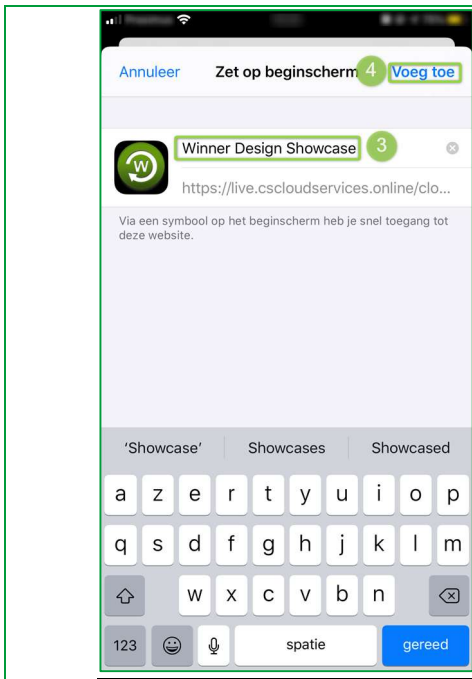 Annuleer Zet op beginscherm 4 Voeg toe
Winner Design Showcase 3
W
https://live.cscloudservices.online/clo...
Via een symbool op het beginscherm heb je snel toegang tot
deze website.
'Showcase' Showcases Showcased
a z e r t y u i o p
q s d f g h j k l m
w x c v b n
123 spatie gereed